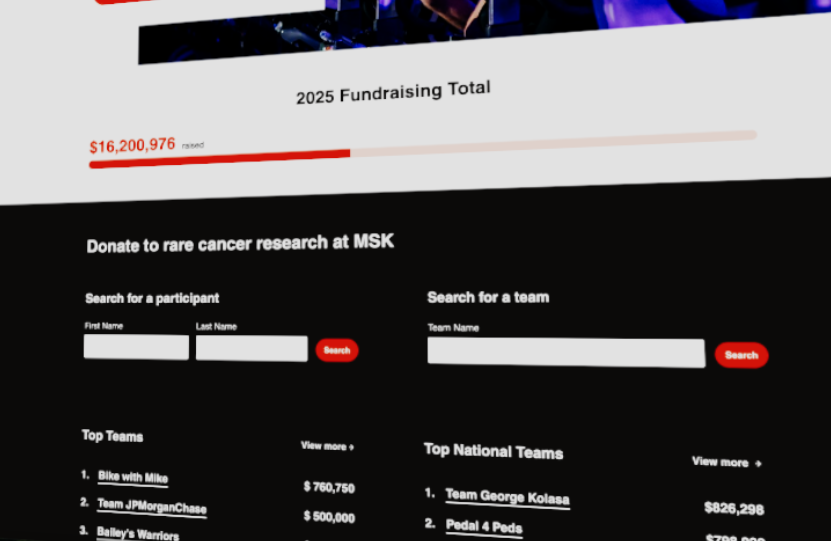 2025 Fundraising Total
$16,200,976 raised
Donate to rare cancer research at MSK
Search for a participant
First Name Last Name
Search
Search for a team
Team Name
Search
Top Teams View more →
1. Bike with Mike $ 760,750
2. Team JPMorganChase $ 500,000
3. Bailey's Warriors
Top National Teams View more →
1. Team George Kolasa $826,298
2. Pedal 4 Peds